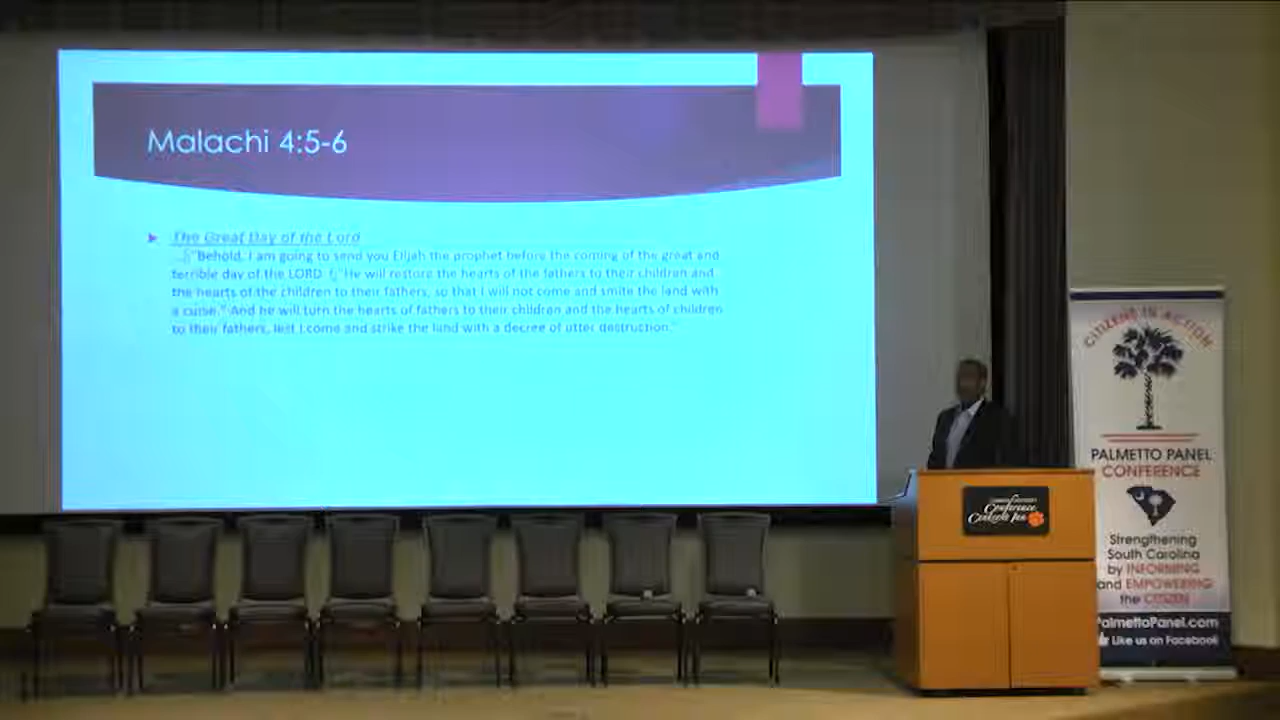 Malachi 4:5-6
The Great Day of the Lord
"Behold, I am going to send you Elijah the prophet before the coming of the great and
terrible day of the LORD. "He will restore the hearts of the fathers to their children and
the hearts of the children to their fathers, so that I will not come and smite the land with
a curse." And he will turn the hearts of fathers to their children and the hearts of children
to their fathers, lest I come and strike the land with a decree of utter destruction."
Conference
CITIZENS IN ACTION
PALMETTO PANEL
CONFERENCE
Strengthening
South Carolina
by INFORMING
and EMPOWERING
the CITIZEN
PalmettoPanel.com
Like us on Facebook